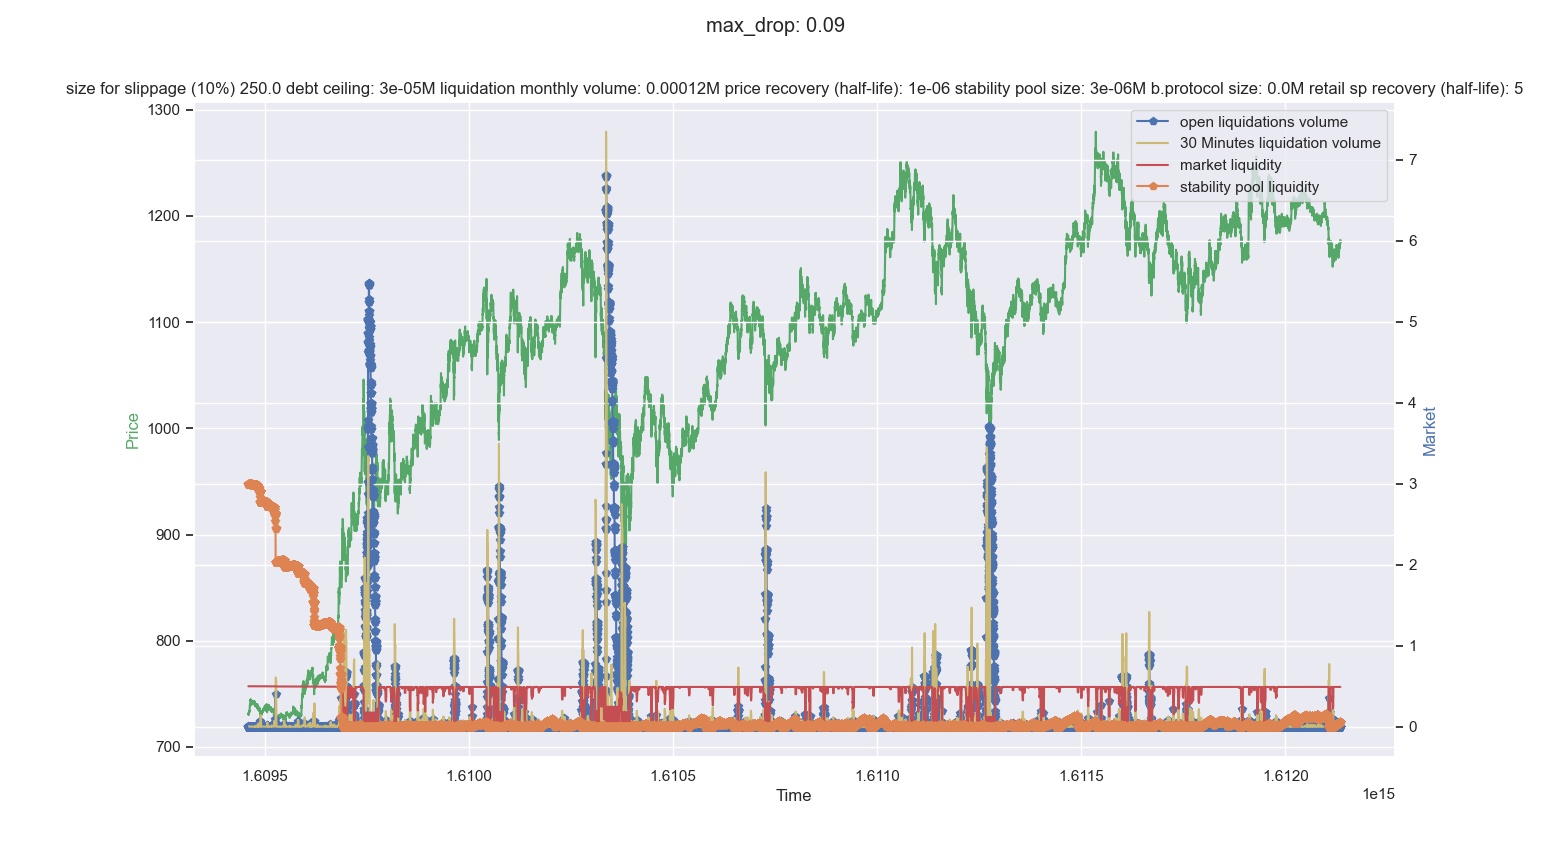 max_drop: 0.09
size for slippage (10%) 250.0 debt ceiling: 3e-05M liquidation monthly volume: 0.00012M price recovery (half-life): 1e-06 stability pool size: 3e-06M b.protocol size: 0.0M retail sp recovery (half-life): 5
open liquidations volume
30 Minutes liquidation volume
market liquidity
stability pool liquidity
1300
1200
1100
1000
900
800
700
Price
7
6
5
4
3
2
1
0
Market
1.6095 1.6100 1.6105 1.6110 1.6115 1.6120
1e15
Time